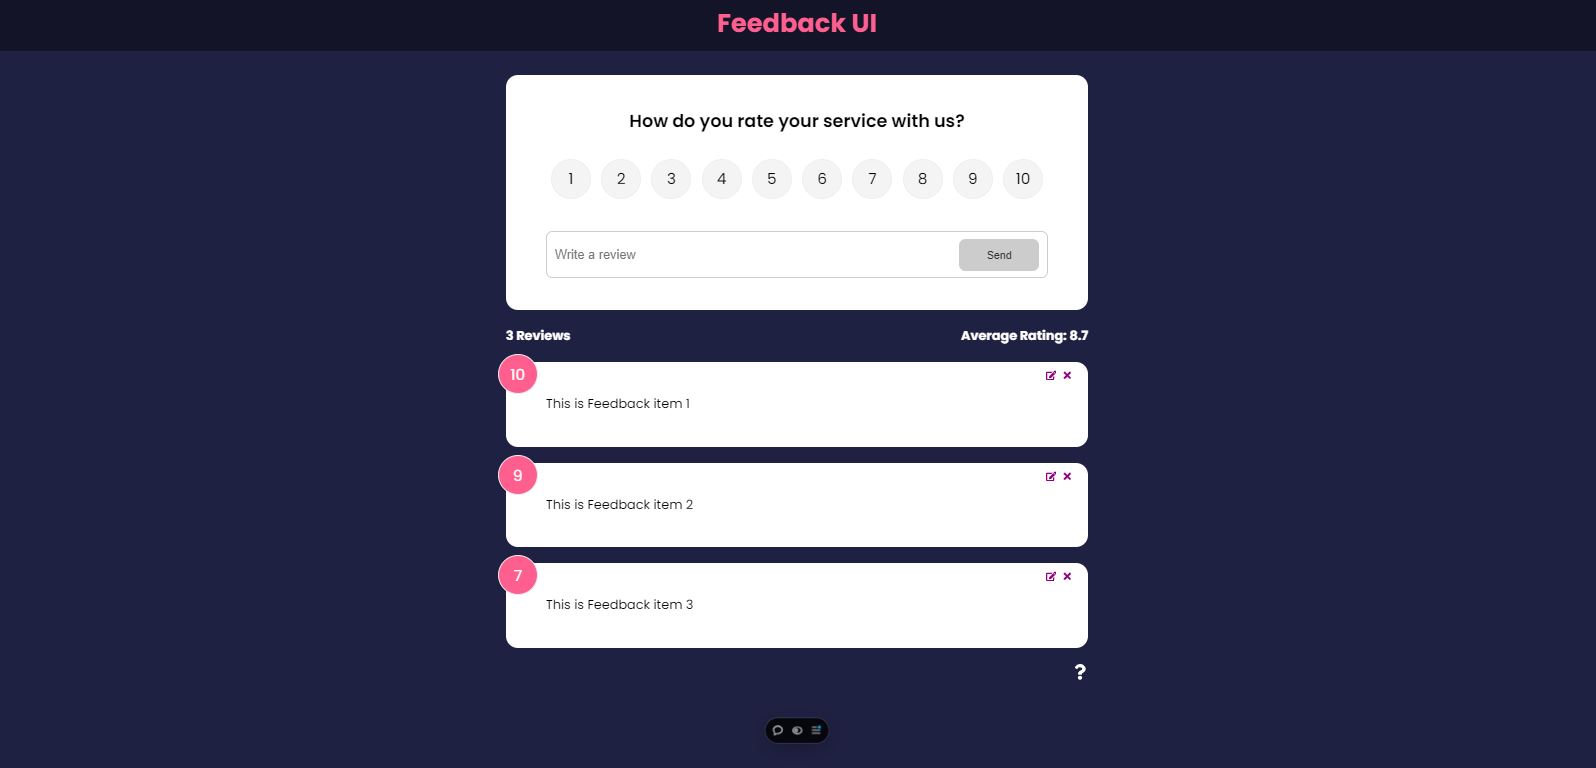 Feedback UI
How do you rate your service with us?
1 2 3 4 5 6 7 8 9 10
Write a review Send
3 Reviews Average Rating: 8.7
10
This is Feedback item 1
9
This is Feedback item 2
7
This is Feedback item 3
?